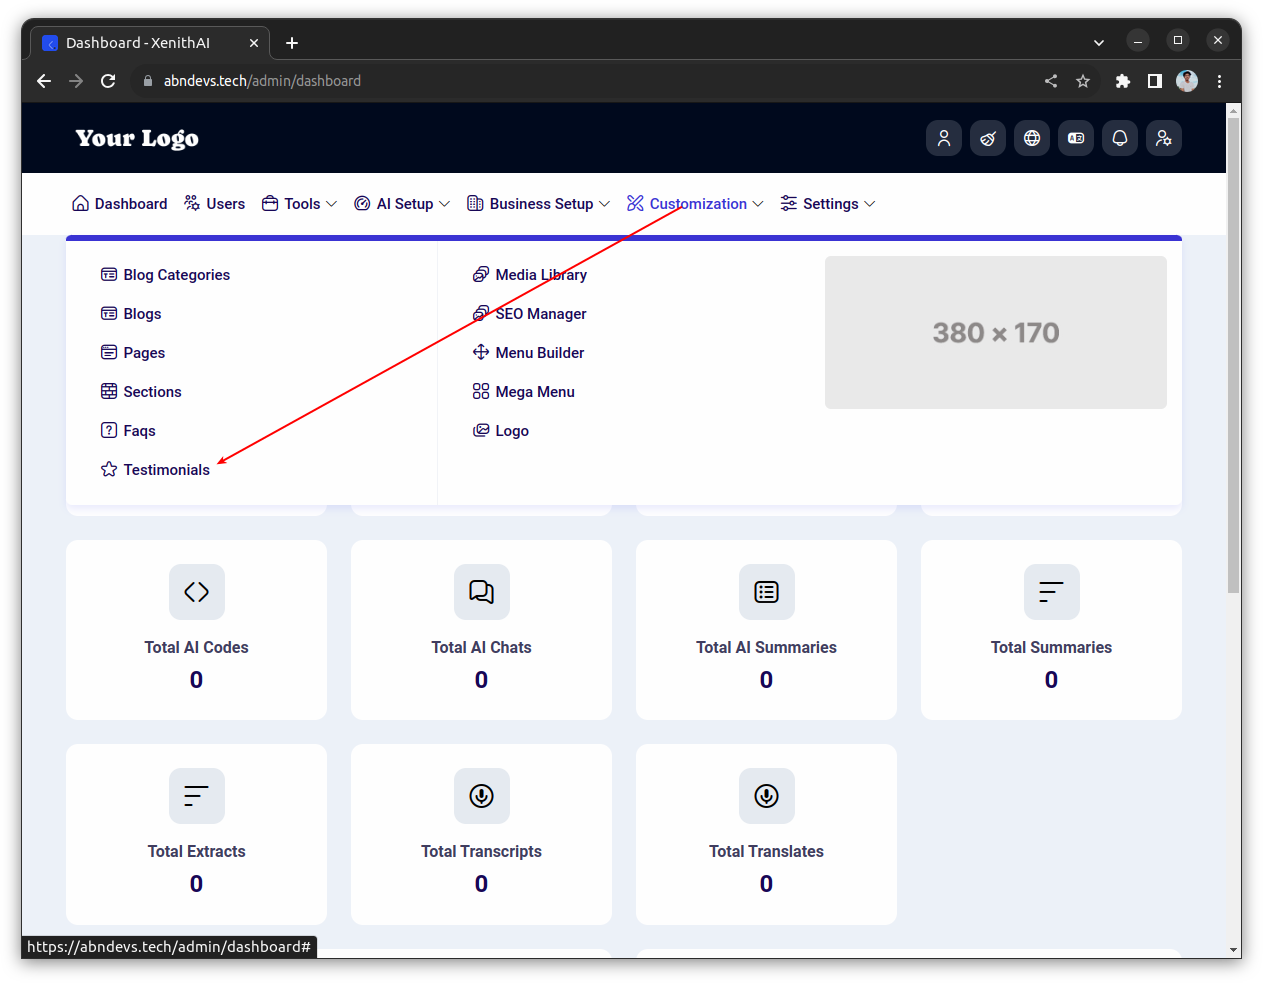 Dashboard - XenithAI
abndevs.tech/admin/dashboard
Your Logo
Dashboard Users Tools AI Setup Business Setup Customization Settings
Blog Categories
Blogs
Pages
Sections
Faqs
Testimonials
Media Library
SEO Manager
Menu Builder
Mega Menu
Logo
380 × 170
Total AI Codes
0
Total AI Chats
0
Total AI Summaries
0
Total Summaries
0
Total Extracts
0
Total Transcripts
0
Total Translates
0
https://abndevs.tech/admin/dashboard#